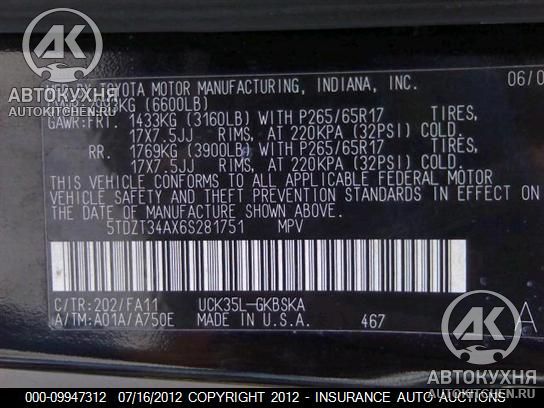 АК
АВТОКУХНЯ
AUTOKITCHEN.RU
TOYOTA MOTOR MANUFACTURING, INDIANA, INC. 06/0
(6600LB)
GAWR:FRT. 1433KG (3160LB) WITH P265/65R17 TIRES,
17X7.5JJ RIMS, AT 220KPA (32PSI) COLD.
RR. 1769KG (3900LB) WITH P265/65R17 TIRES,
17X7.5JJ RIMS, AT 220KPA (32PSI) COLD.
THIS VEHICLE CONFORMS TO ALL APPLICABLE FEDERAL MOTOR
VEHICLE SAFETY AND THEFT PREVENTION STANDARDS IN EFFECT ON
SHOWN ABOVE.
5TDZT34AX6S281751 MPV
C/TR:202/FA11 UCK35L-GKBSKA
A/TM:A01A/A750E MADE IN U.S.A. 467 A
АК
АВТОКУХНЯ
AUTOKITCHEN.RU
000-09947312 07/16/2012 COPYRIGHT 2012 - INSURANCE AUTO AUCTIONS